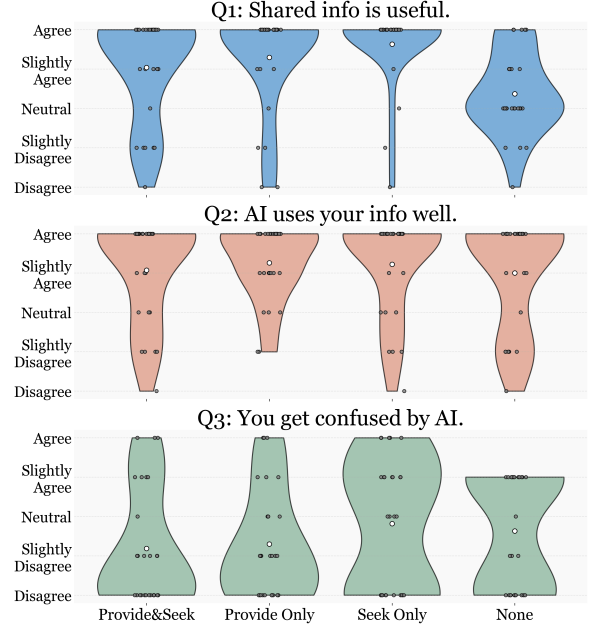 Q1: Shared info is useful.
Agree
Slightly
Agree
Neutral
Slightly
Disagree
Disagree
Q2: AI uses your info well.
Agree
Slightly
Agree
Neutral
Slightly
Disagree
Disagree
Q3: You get confused by AI.
Agree
Slightly
Agree
Neutral
Slightly
Disagree
Disagree
Provide&Seek Provide Only Seek Only None